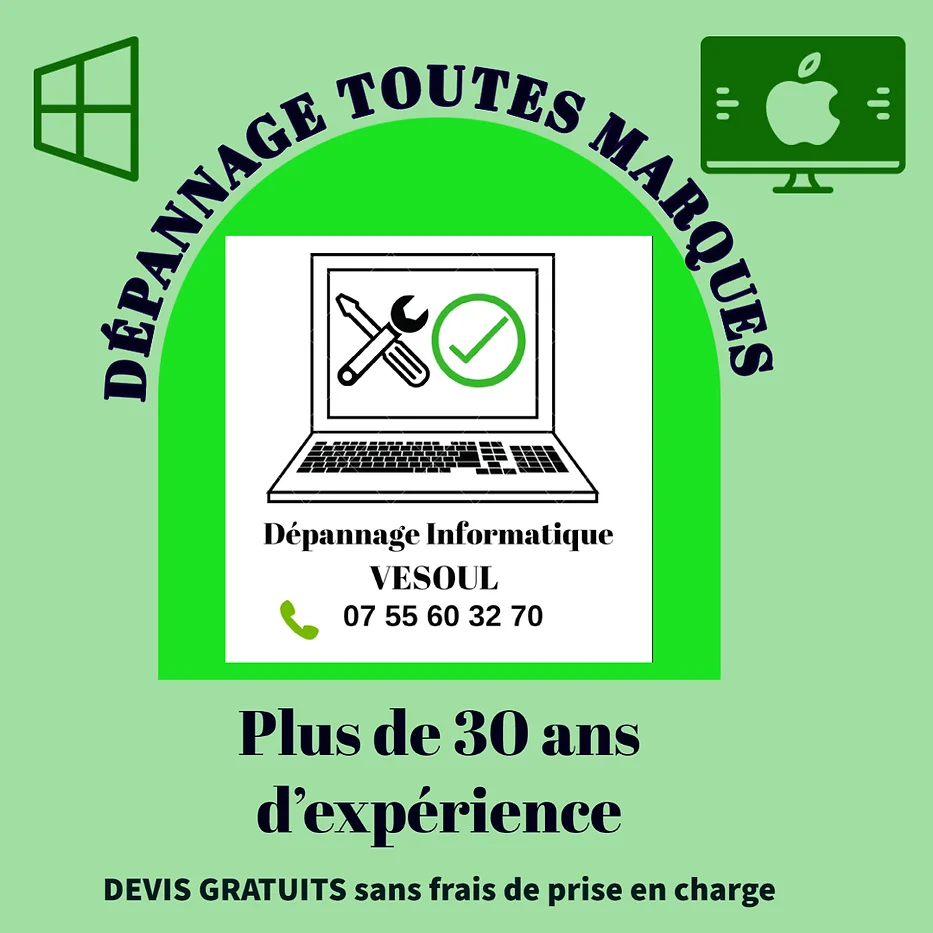 DÉPANNAGE TOUTES MARQUES
Dépannage Informatique
VESOUL
07 55 60 32 70
Plus de 30 ans
d’expérience
DEVIS GRATUITS sans frais de prise en charge